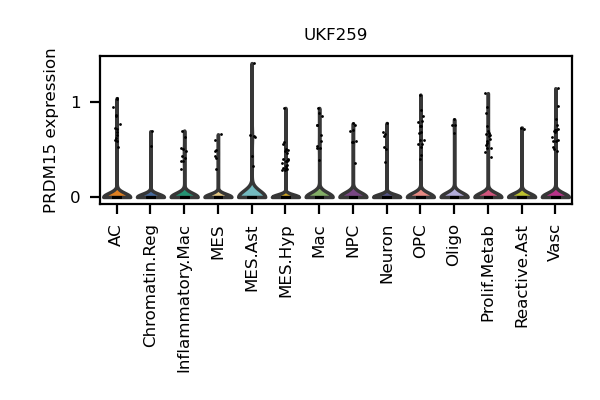 UKF259
PRDM15 expression
1
0
AC
Chromatin.Reg
Inflammatory.Mac
MES
MES.Ast
MES.Hyp
Mac
NPC
Neuron
OPC
Oligo
Prolif.Metab
Reactive.Ast
Vasc